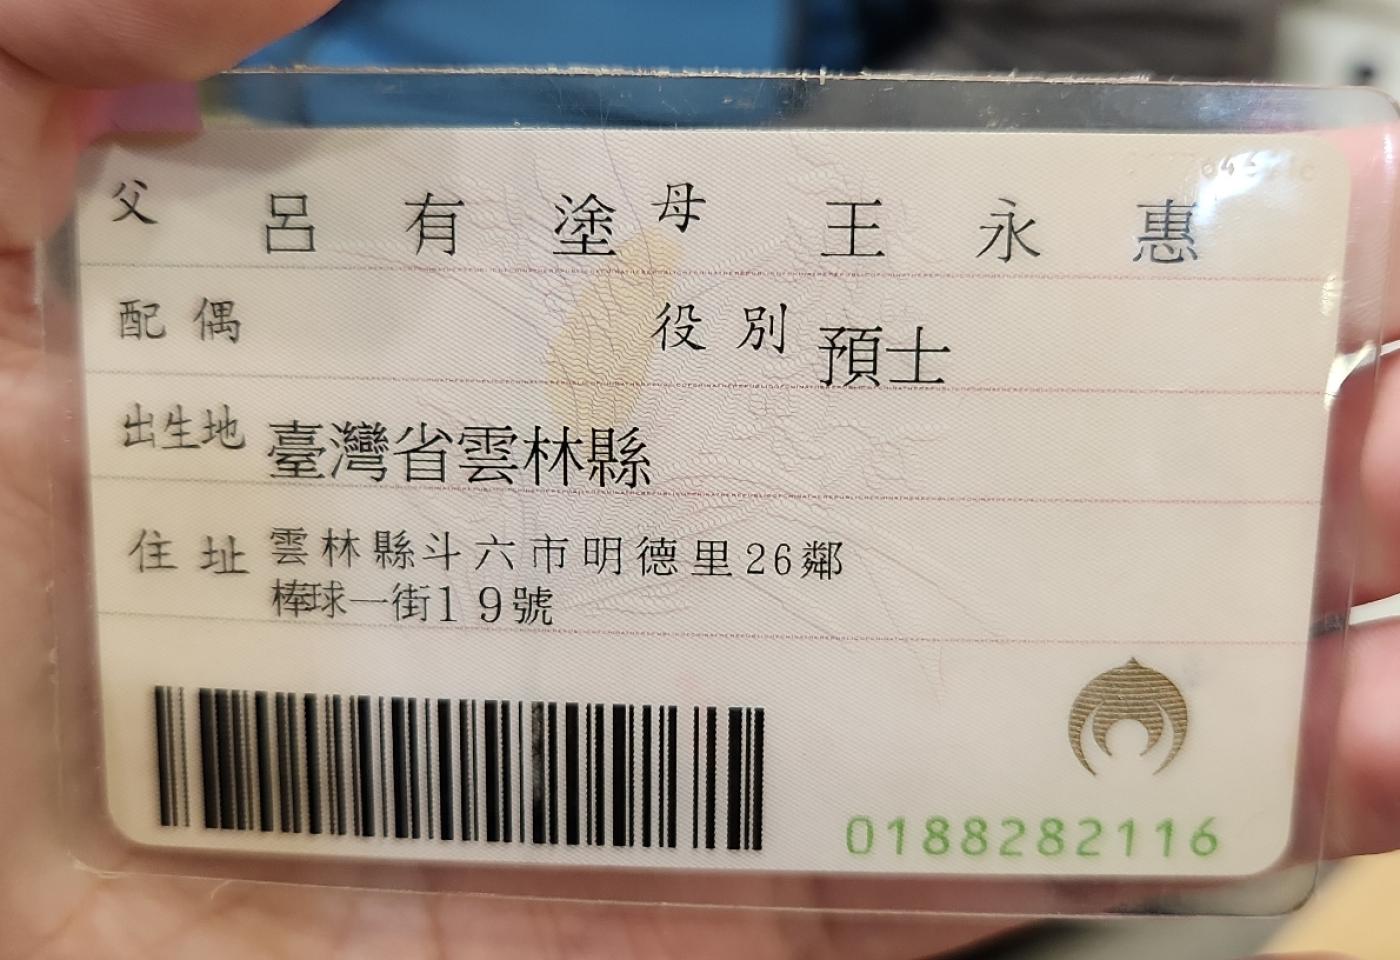 父 呂有塗 母 王永惠
配偶 役別 預士
出生地 臺灣省雲林縣
住址 雲林縣斗六市明德里26鄰
棒球一街19號
0188282116